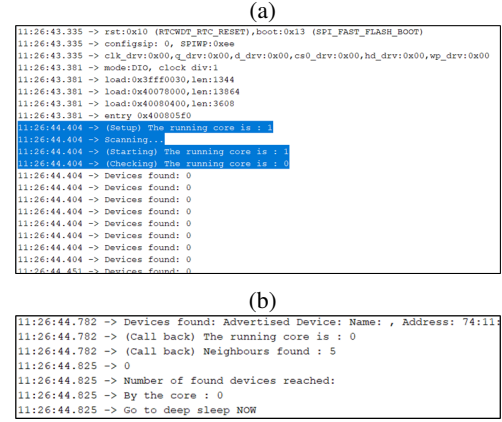 (a)
11:26:43.335 -> rst:0x10 (RTCWDT_RTC_RESET),boot:0x13 (SPI_FAST_FLASH_BOOT)
11:26:43.335 -> configsip: 0, SPIWP:0xee
11:26:43.335 -> clk_drv:0x00,q_drv:0x00,d_drv:0x00,cs0_drv:0x00,hd_drv:0x00,wp_drv:0x00
11:26:43.381 -> mode:DIO, clock div:1
11:26:43.381 -> load:0x3fff0030,len:1344
11:26:43.381 -> load:0x40078000,len:13864
11:26:43.381 -> load:0x40080400,len:3608
11:26:43.381 -> entry 0x400805f0
11:26:44.404 -> (Setup) The running core is : 1
11:26:44.404 -> Scanning...
11:26:44.404 -> (Starting) The running core is : 1
11:26:44.404 -> (Checking) The running core is : 0
11:26:44.404 -> Devices found: 0
11:26:44.404 -> Devices found: 0
11:26:44.404 -> Devices found: 0
11:26:44.404 -> Devices found: 0
11:26:44.404 -> Devices found: 0
11:26:44.404 -> Devices found: 0
11:26:44.404 -> Devices found: 0
11:26:44.404 -> Devices found: 0
11:26:44.451 -> Devices found: 0
(b)
11:26:44.782 -> Devices found: Advertised Device: Name: , Address: 74:11:
11:26:44.782 -> (Call back) The running core is : 0
11:26:44.782 -> (Call back) Neighbours found : 5
11:26:44.825 -> 0
11:26:44.825 -> Number of found devices reached:
11:26:44.825 -> By the core : 0
11:26:44.825 -> Go to deep sleep NOW